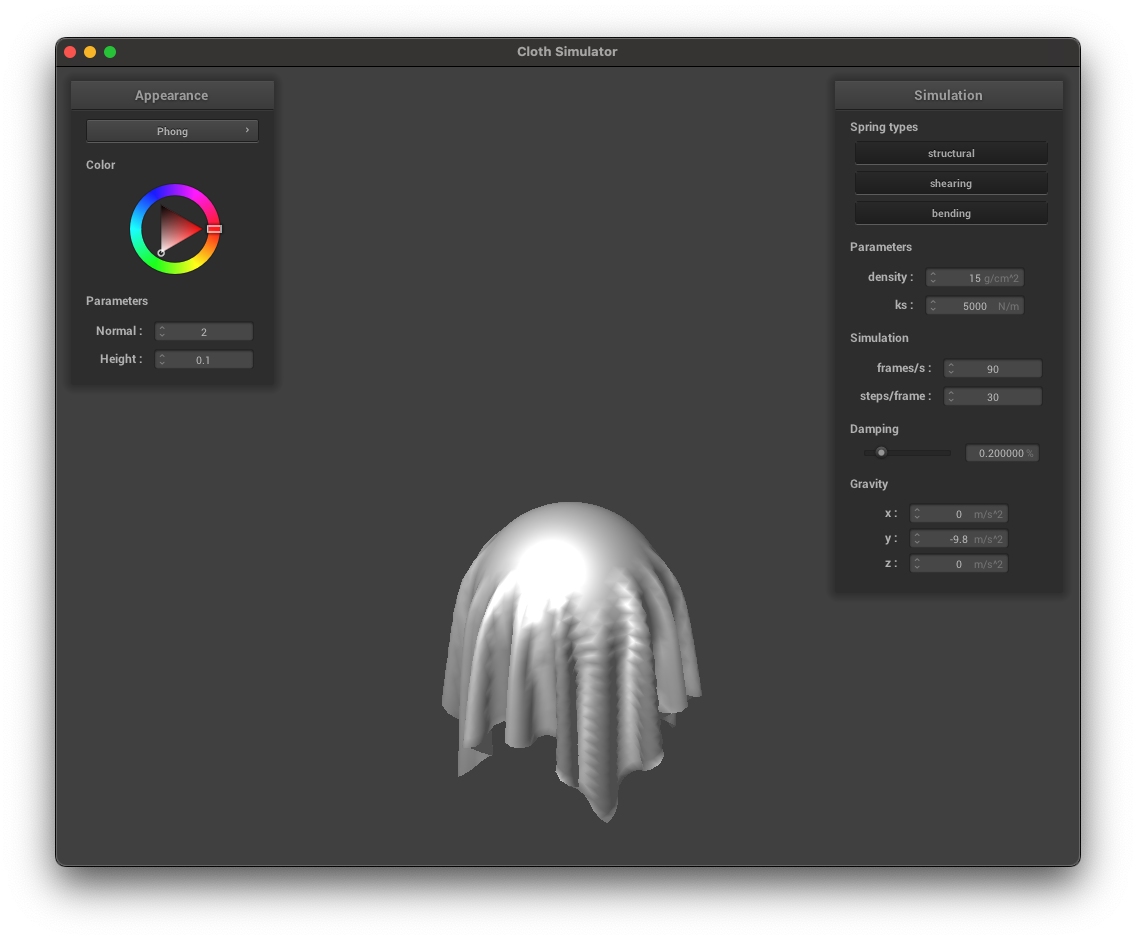 Cloth Simulator
Appearance
Phong ›
Color
Parameters
Normal : 2
Height : 0.1
Simulation
Spring types
structural
shearing
bending
Parameters
density : 15 g/cm^2
ks : 5000 N/m
Simulation
frames/s : 90
steps/frame : 30
Damping
0.200000 %
Gravity
x : 0 m/s^2
y : -9.8 m/s^2
z : 0 m/s^2